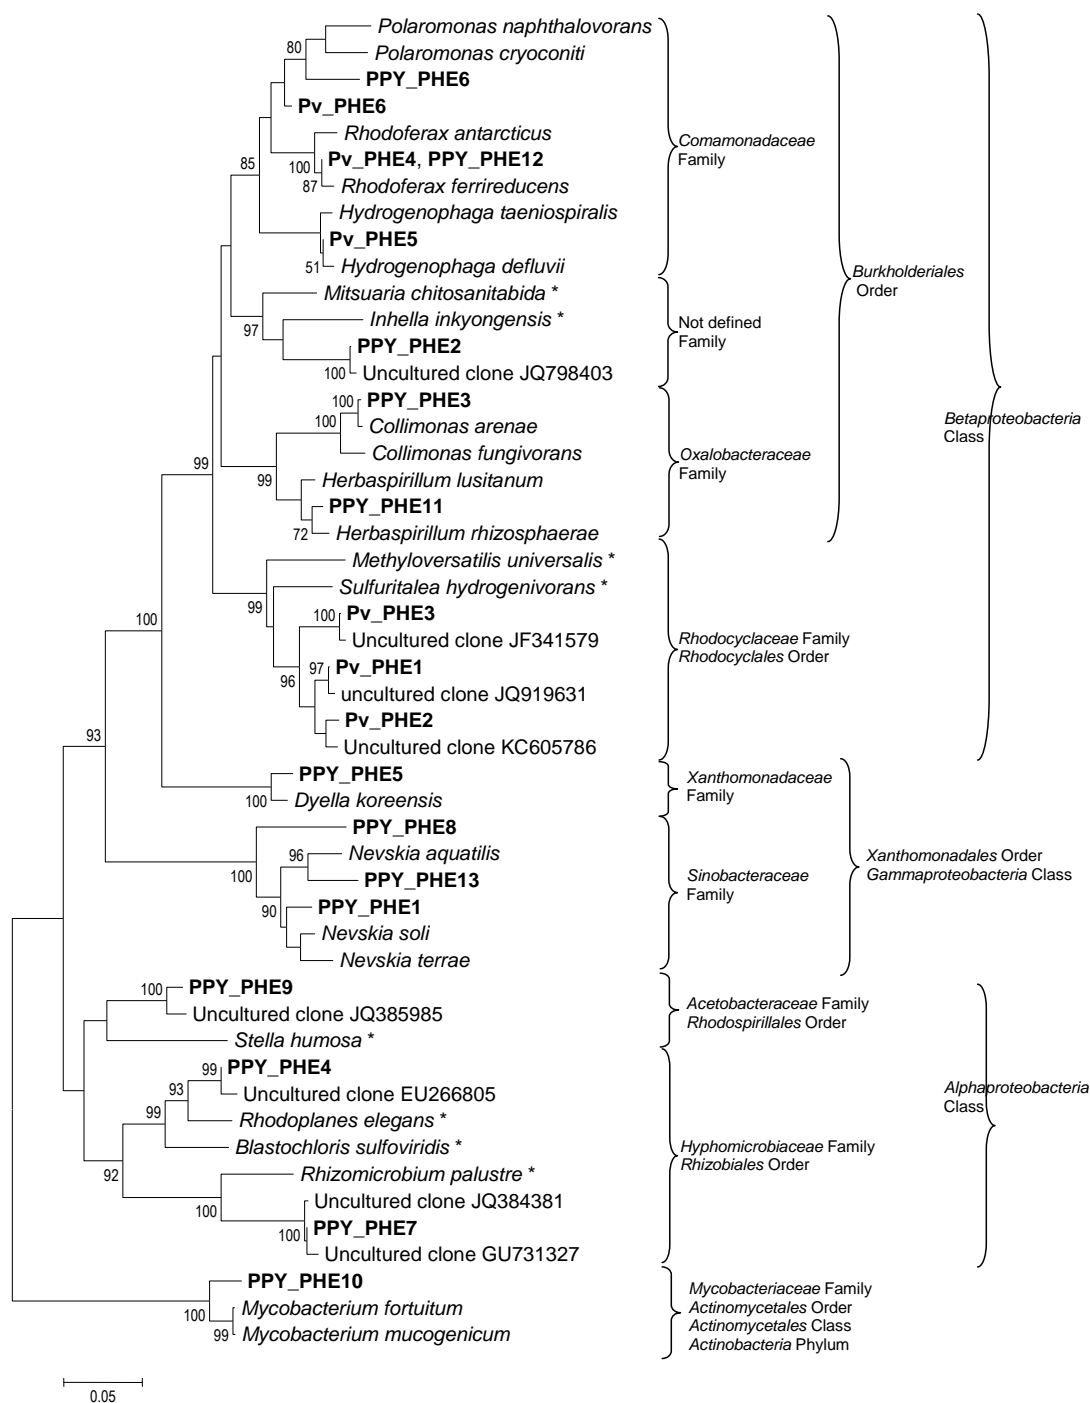 Polaromonas naphthalovorans
80
Polaromonas cryoconiti
PPY_PHE6
Pv_PHE6
Rhodoferax antarcticus
Comamonadaceae
Family
85
100
Pv_PHE4, PPY_PHE12
87
Rhodoferax ferrireducens
Hydrogenophaga taeniospiralis
Pv_PHE5
51
Hydrogenophaga defluvii
Burkholderiales
Order
Mitsuaria chitosanitabida *
97
Inhella inkyongensis *
Not defined
Family
PPY_PHE2
100
Uncultured clone JQ798403
100
PPY_PHE3
100
Collimonas arenae
Betaproteobacteria
Class
Collimonas fungivorans
Oxalobacteraceae
Family
99
99
Herbaspirillum lusitanum
PPY_PHE11
72
Herbaspirillum rhizosphaerae
Methyloversatilis universalis *
Sulfuritalea hydrogenivorans *
99
100
Pv_PHE3
100
Uncultured clone JF341579
Rhodocyclaceae Family
Rhodocyclales Order
97
Pv_PHE1
96
uncultured clone JQ919631
Pv_PHE2
93
Uncultured clone KC605786
PPY_PHE5
Xanthomonadaceae
Family
100
Dyella koreensis
PPY_PHE8
96
Nevskia aquatilis
Xanthomonadales Order
Gammaproteobacteria Class
100
PPY_PHE13
Sinobacteraceae
Family
90
PPY_PHE1
Nevskia soli
Nevskia terrae
100
PPY_PHE9
Uncultured clone JQ385985
Acetobacteraceae Family
Rhodospirillales Order
Stella humosa *
99
PPY_PHE4
93
Uncultured clone EU266805
Alphaproteobacteria
Class
99
Rhodoplanes elegans *
Blastochloris sulfoviridis *
Hyphomicrobiaceae Family
Rhizobiales Order
92
Rhizomicrobium palustre *
100
Uncultured clone JQ384381
100
PPY_PHE7
Uncultured clone GU731327
PPY_PHE10
100
Mycobacterium fortuitum
99
Mycobacterium mucogenicum
Mycobacteriaceae Family
Actinomycetales Order
Actinomycetales Class
Actinobacteria Phylum
0.05